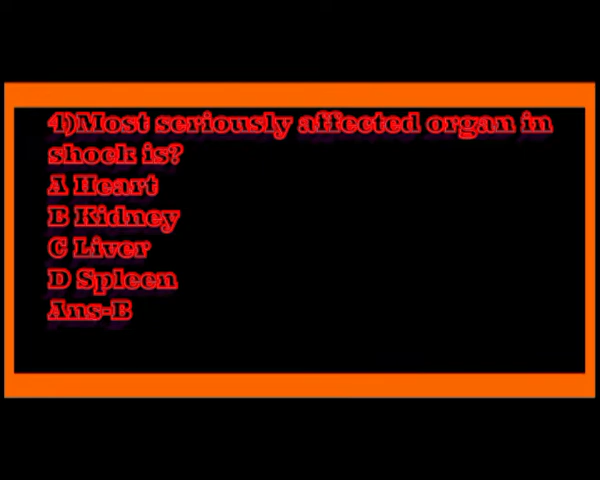 4)Most seriously affected organ in
shock is?
A Heart
B Kidney
C Liver
D Spleen
Ans-B